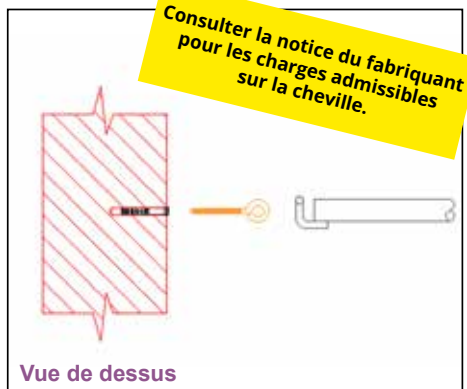 Consulter la notice du fabriquant
pour les charges admissibles
sur la cheville.
Vue de dessus